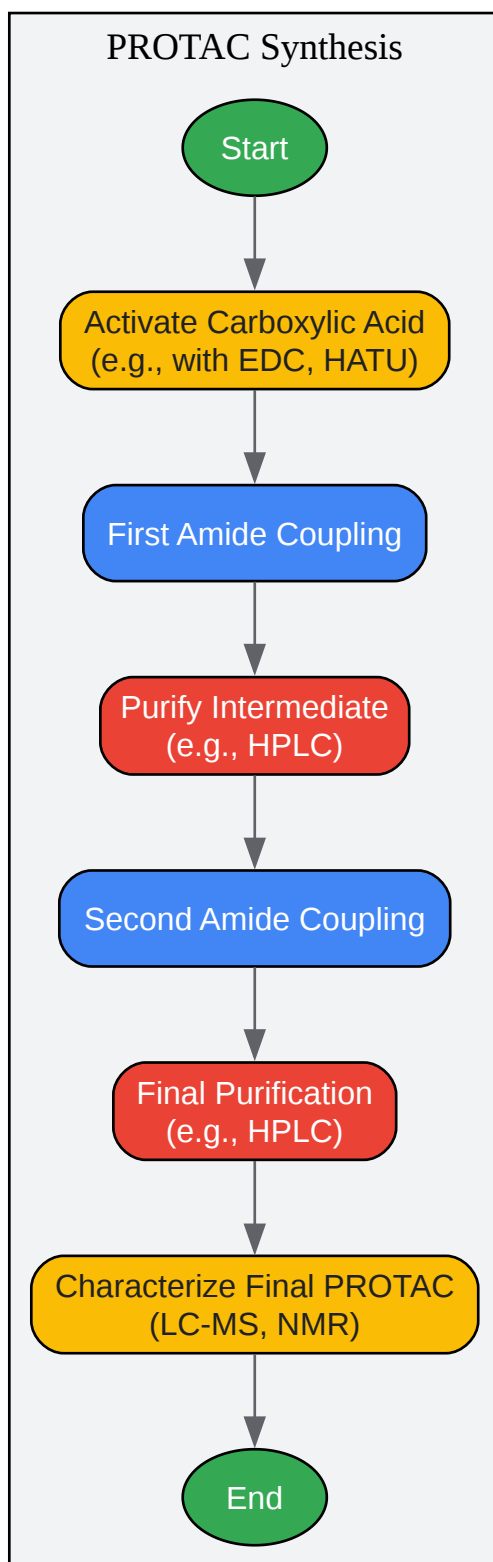 PROTAC Synthesis
Start
Activate Carboxylic Acid
(e.g., with EDC, HATU)
First Amide Coupling
Purify Intermediate
(e.g., HPLC)
Second Amide Coupling
Final Purification
(e.g., HPLC)
Characterize Final PROTAC
(LC-MS, NMR)
End